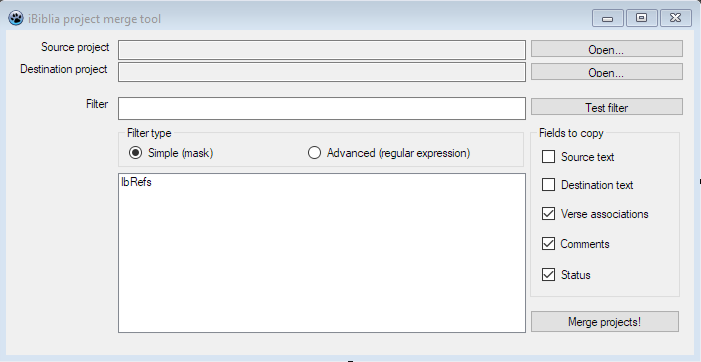 iBiblia project merge tool
Source project
Open...
Destination project
Open...
Filter
Test filter
Filter type
Simple (mask)
Advanced (regular expression)
Fields to copy
Source text
Destination text
Verse associations
Comments
Status
lbRefs
Merge projects!